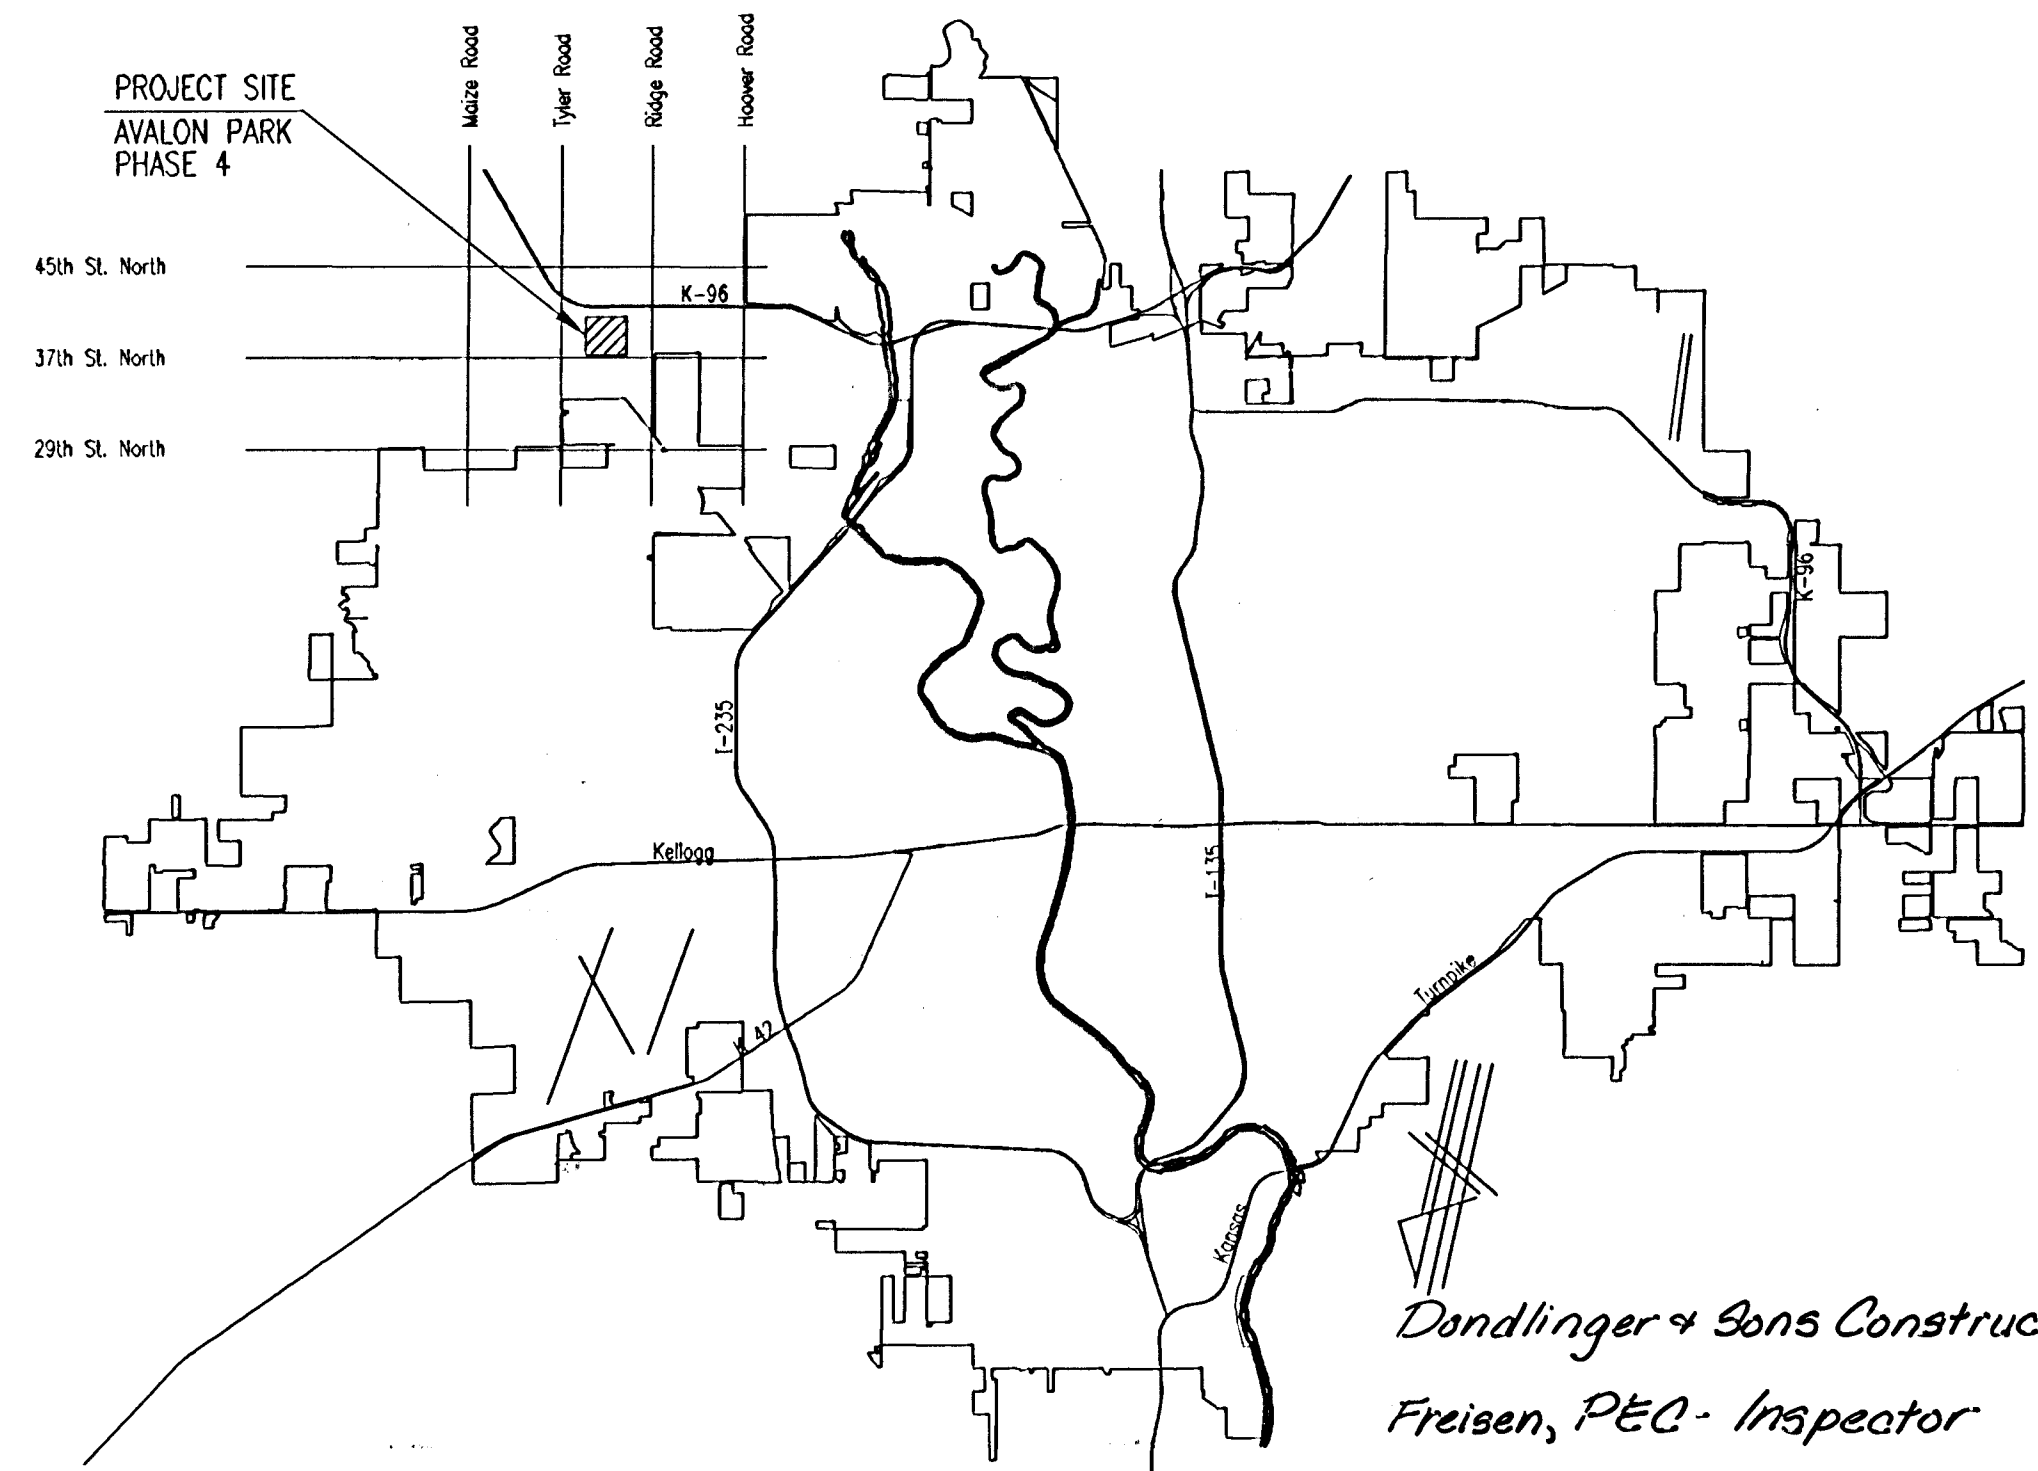 Maize Road
Tyler Road
Ridge Road
Hoover Road
PROJECT SITE
AVALON PARK
PHASE 4
45th St. North
K-96
37th St. North
29th St. North
K-96
I-235
Kellogg
I-135
Turnpike
K 42
Kansas
Dondlinger & Sons Construc
Freisen, PEC - Inspector